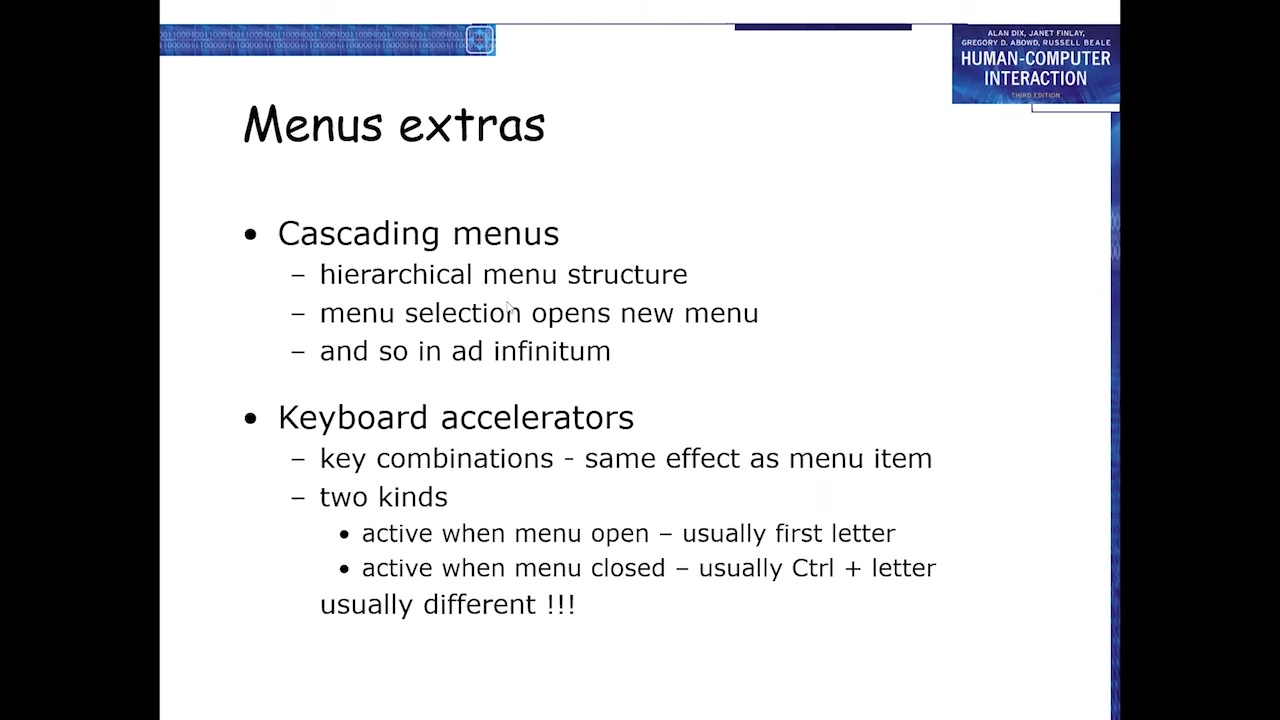 ALAN DIX, JANET FINLAY,
GREGORY D. ABOWD, RUSSELL BEALE
HUMAN-COMPUTER
INTERACTION
THIRD EDITION
Menus extras
• Cascading menus
– hierarchical menu structure
– menu selection opens new menu
– and so in ad infinitum
• Keyboard accelerators
– key combinations - same effect as menu item
– two kinds
• active when menu open – usually first letter
• active when menu closed – usually Ctrl + letter
usually different !!!